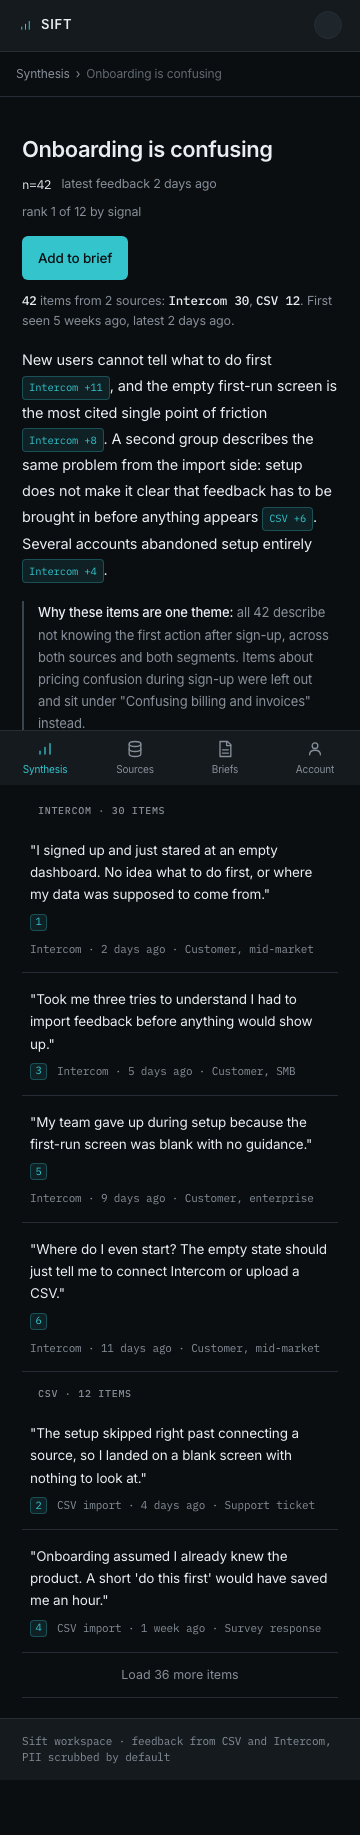 SIFT
Synthesis › Onboarding is confusing
Onboarding is confusing
n=42 latest feedback 2 days ago
rank 1 of 12 by signal
Add to brief
42 items from 2 sources: Intercom 30, CSV 12. First
seen 5 weeks ago, latest 2 days ago.
New users cannot tell what to do first
Intercom +11, and the empty first-run screen is
the most cited single point of friction
Intercom +8. A second group describes the
same problem from the import side: setup
does not make it clear that feedback has to be
brought in before anything appears CSV +6.
Several accounts abandoned setup entirely
Intercom +4.
Why these items are one theme: all 42 describe
not knowing the first action after sign-up, across
both sources and both segments. Items about
pricing confusion during sign-up were left out
and sit under "Confusing billing and invoices"
instead.
Synthesis Sources Briefs Account
INTERCOM · 30 ITEMS
"I signed up and just stared at an empty
dashboard. No idea what to do first, or where
my data was supposed to come from."
1
Intercom · 2 days ago · Customer, mid-market
"Took me three tries to understand I had to
import feedback before anything would show
up."
3 Intercom · 5 days ago · Customer, SMB
"My team gave up during setup because the
first-run screen was blank with no guidance."
5
Intercom · 9 days ago · Customer, enterprise
"Where do I even start? The empty state should
just tell me to connect Intercom or upload a
CSV."
6
Intercom · 11 days ago · Customer, mid-market
CSV · 12 ITEMS
"The setup skipped right past connecting a
source, so I landed on a blank screen with
nothing to look at."
2 CSV import · 4 days ago · Support ticket
"Onboarding assumed I already knew the
product. A short 'do this first' would have saved
me an hour."
4 CSV import · 1 week ago · Survey response
Load 36 more items
Sift workspace · feedback from CSV and Intercom,
PII scrubbed by default